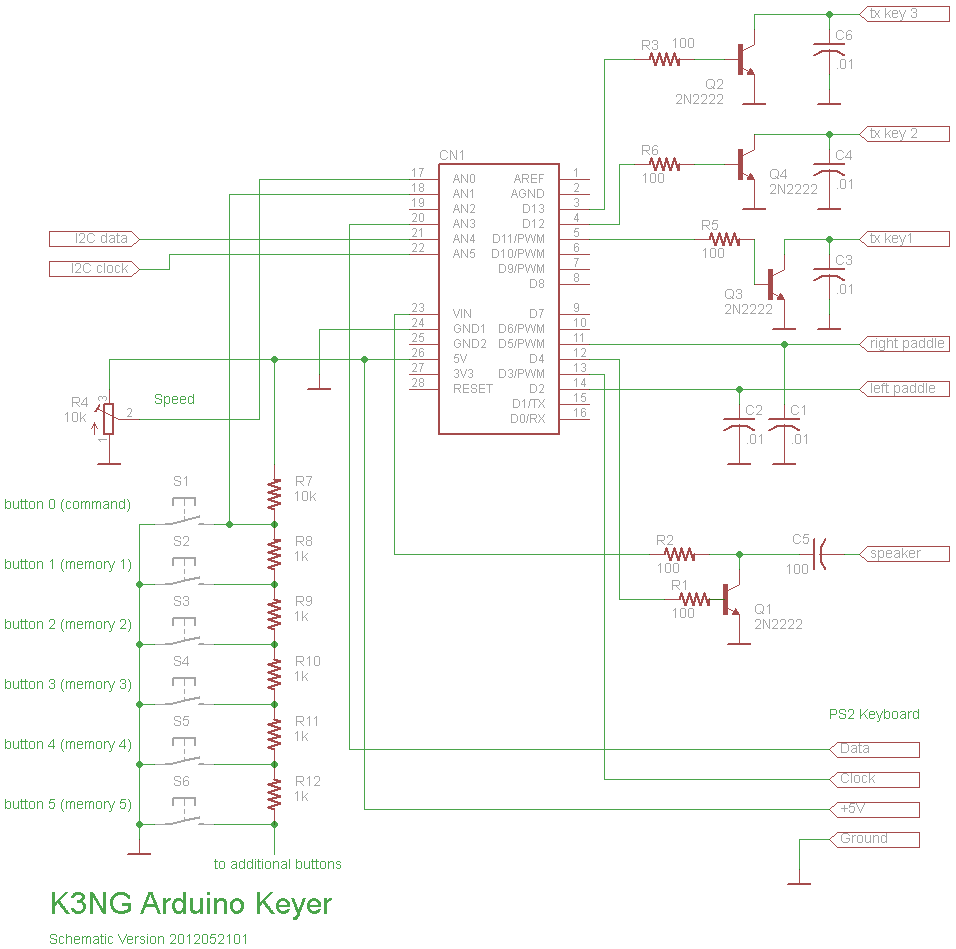 tx key 3
R3 100
C6
.01
Q2
2N2222
tx key 2
R6
100
C4
.01
Q4
2N2222
CN1
17 AN0 AREF 1
18 AN1 AGND 2
19 AN2 D13 3
20 AN3 D12 4
21 AN4 D11/PWM 5
22 AN5 D10/PWM 6
D9/PWM 7
D8 8
23 VIN D7 9
24 GND1 D6/PWM 10
25 GND2 D5/PWM 11
26 5V D4 12
27 3V3 D3/PWM 13
28 RESET D2 14
D1/TX 15
D0/RX 16
I2C data
I2C clock
R5
100
tx key1
C3
.01
Q3
2N2222
right paddle
left paddle
C2
.01
C1
.01
R4
10k
3
2
1
Speed
S1
button 0 (command)
R7
10k
S2
button 1 (memory 1)
R8
1k
S3
button 2 (memory 2)
R9
1k
S4
button 3 (memory 3)
R10
1k
S5
button 4 (memory 4)
R11
1k
S6
button 5 (memory 5)
R12
1k
to additional buttons
R2
100
R1
100
C5
100
speaker
Q1
2N2222
PS2 Keyboard
Data
Clock
+5V
Ground
K3NG Arduino Keyer
Schematic Version 2012052101